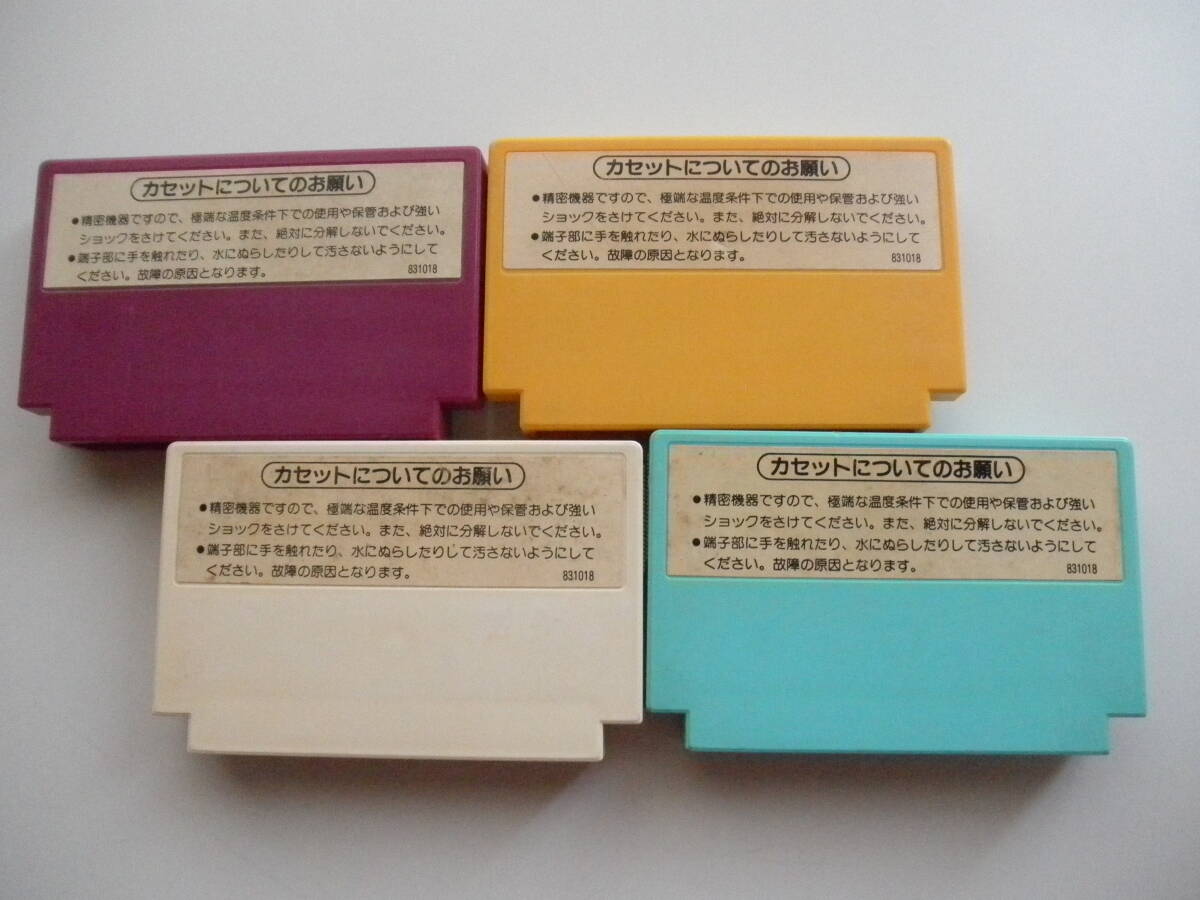 カセットについてのお願い
●精密機器ですので、極端な温度条件下での使用や保管および強い
ショックをさけてください。また、絶対に分解しないでください。
●端子部に手を触れたり、水にぬらしたりして汚さないようにして
ください。故障の原因となります。
831018
カセットについてのお願い
●精密機器ですので、極端な温度条件下での使用や保管および強い
ショックをさけてください。また、絶対に分解しないでください。
●端子部に手を触れたり、水にぬらしたりして汚さないようにして
ください。故障の原因となります。
831018
カセットについてのお願い
●精密機器ですので、極端な温度条件下での使用や保管および強い
ショックをさけてください。また、絶対に分解しないでください。
●端子部に手を触れたり、水にぬらしたりして汚さないようにして
ください。故障の原因となります。
831018
カセットについてのお願い
●精密機器ですので、極端な温度条件下での使用や保管および強い
ショックをさけてください。また、絶対に分解しないでください。
●端子部に手を触れたり、水にぬらしたりして汚さないようにして
ください。故障の原因となります。
831018